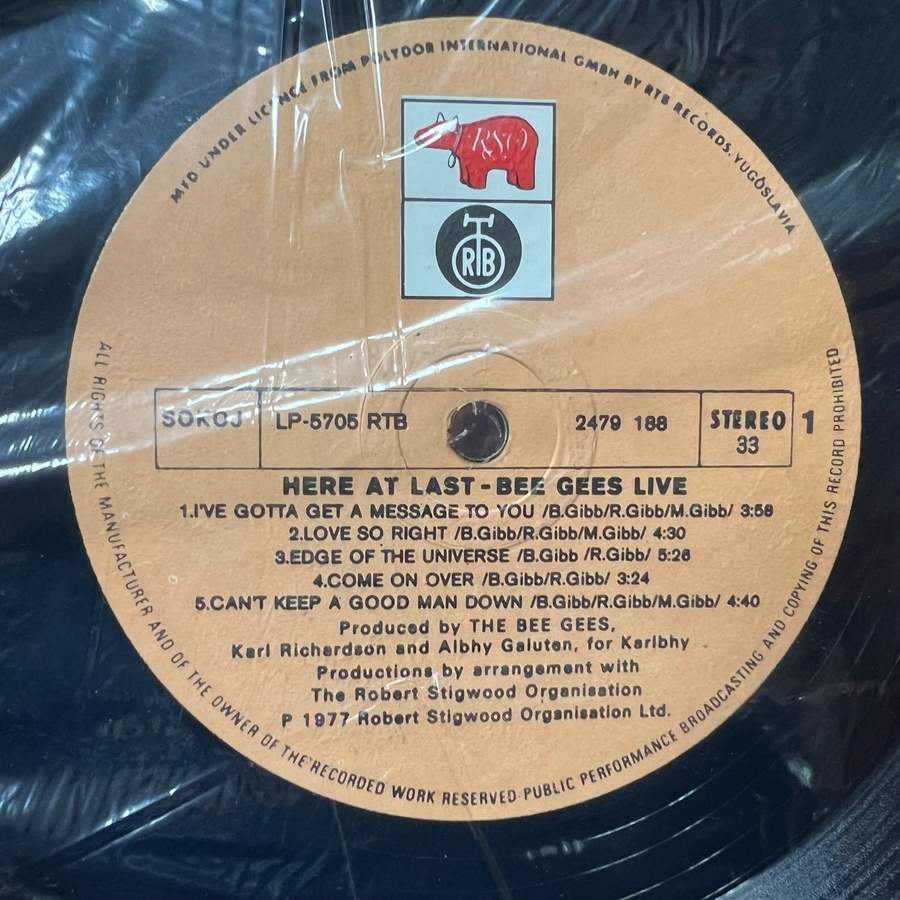 MFD UNDER LICENCE FROM POLYDOR INTERNATIONAL GMBH BY RTB RECORDS. YUGOSLAVIA
RSO
RTB
SOKOJ
LP-5705 RTB
2479 188
STEREO
33
1
HERE AT LAST-BEE GEES LIVE
1.I'VE GOTTA GET A MESSAGE TO YOU /B.Gibb/R.Gibb/M.Gibb/ 3:58
2.LOVE SO RIGHT /B.Gibb/R.Gibb/M.Gibb/ 4:30
3.EDGE OF THE UNIVERSE /B.Gibb /R.Gibb/ 5:26
4.COME ON OVER /B.Gibb/R.Gibb/ 3:24
5.CAN'T KEEP A GOOD MAN DOWN /B.Gibb/R.Gibb/M.Gibb/ 4:40
Produced by THE BEE GEES,
Karl Richardson and Albhy Galuten, for Karlbhy
Productions by arrangement with
The Robert Stigwood Organisation
P 1977 Robert Stigwood Organisation Ltd.
ALL RIGHTS OF THE MANUFACTURER AND OF THE OWNER OF THE RECORDED WORK RESERVED-PUBLIC PERFORMANCE BROADCASTING AND COPYING OF THIS RECORD PROHIBITED